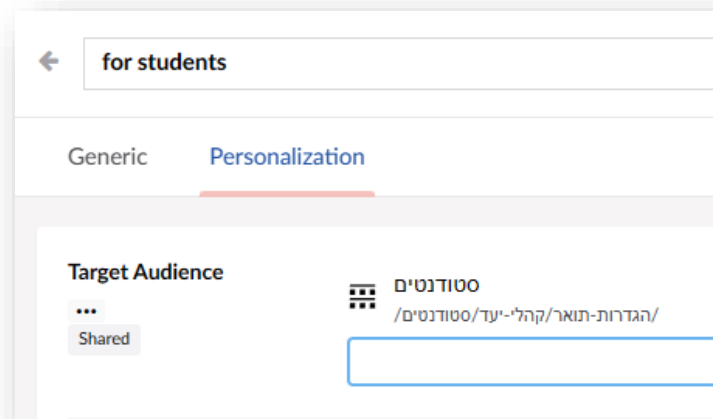 for students
Generic
Personalization
Target Audience
•••
Shared
סטודנטים
/הגדרות-תואר/קהלי-יעד/סטודנטים/